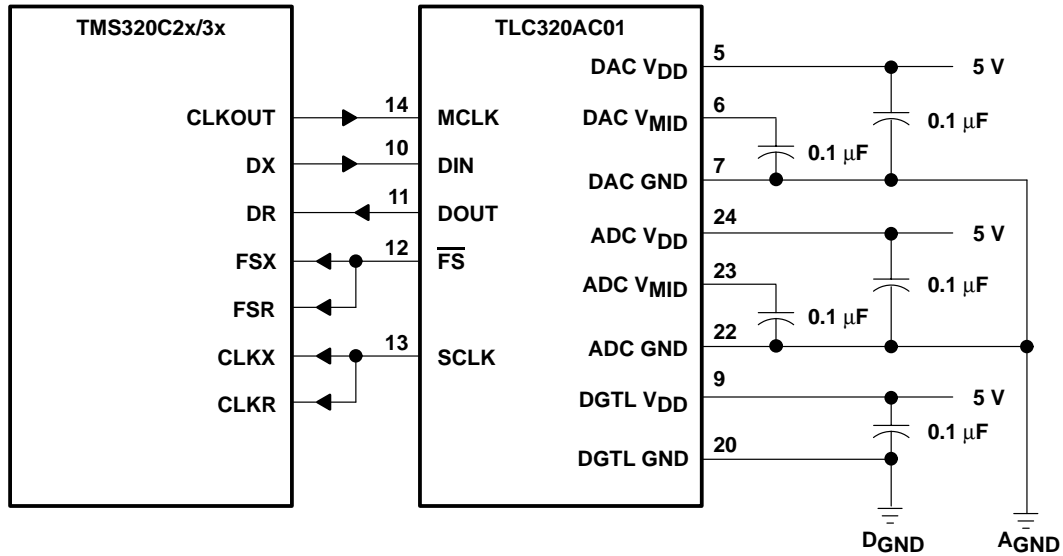 TMS320C2x/3x
CLKOUT
DX
DR
FSX
FSR
CLKX
CLKR
14
10
11
12
13
TLC320AC01
MCLK
DIN
DOUT
F̅S̅
SCLK
DAC VDD
DAC VMID
DAC GND
ADC VDD
ADC VMID
ADC GND
DGTL VDD
DGTL GND
5
6
7
24
23
22
9
20
5 V
0.1 µF
0.1 µF
5 V
0.1 µF
0.1 µF
5 V
0.1 µF
DGND
AGND